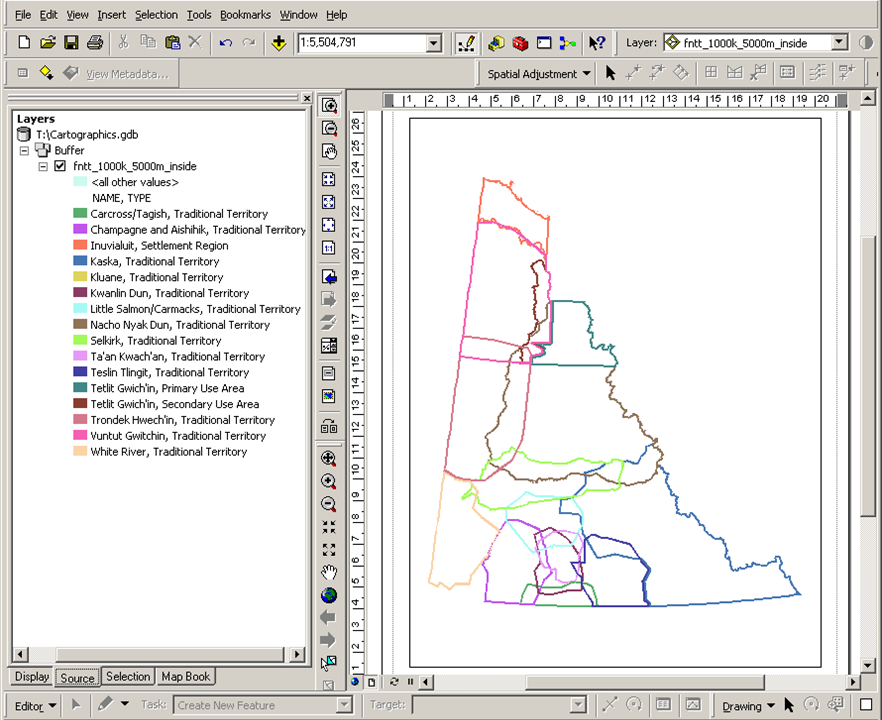 File Edit View Insert Selection Tools Bookmarks Window Help
1:5,504,791 Layer: fntt_1000k_5000m_inside
View Metadata... Spatial Adjustment
Layers
T:\Cartographics.gdb
Buffer
fntt_1000k_5000m_inside
<all other values>
NAME, TYPE
Carcross/Tagish, Traditional Territory
Champagne and Aishihik, Traditional Territory
Inuvialuit, Settlement Region
Kaska, Traditional Territory
Kluane, Traditional Territory
Kwanlin Dun, Traditional Territory
Little Salmon/Carmacks, Traditional Territory
Nacho Nyak Dun, Traditional Territory
Selkirk, Traditional Territory
Ta'an Kwach'an, Traditional Territory
Teslin Tlingit, Traditional Territory
Tetlit Gwich'in, Primary Use Area
Tetlit Gwich'in, Secondary Use Area
Trondek Hwech'in, Traditional Territory
Vuntut Gwitchin, Traditional Territory
White River, Traditional Territory
Display Source Selection Map Book
1:1
1 2 3 4 5 6 7 8 9 10 11 12 13 14 15 16 17 18 19 20
26
25
24
23
22
21
20
19
18
17
16
15
14
13
12
11
10
9
8
7
6
5
4
3
2
1
Editor Task: Create New Feature Target: Drawing